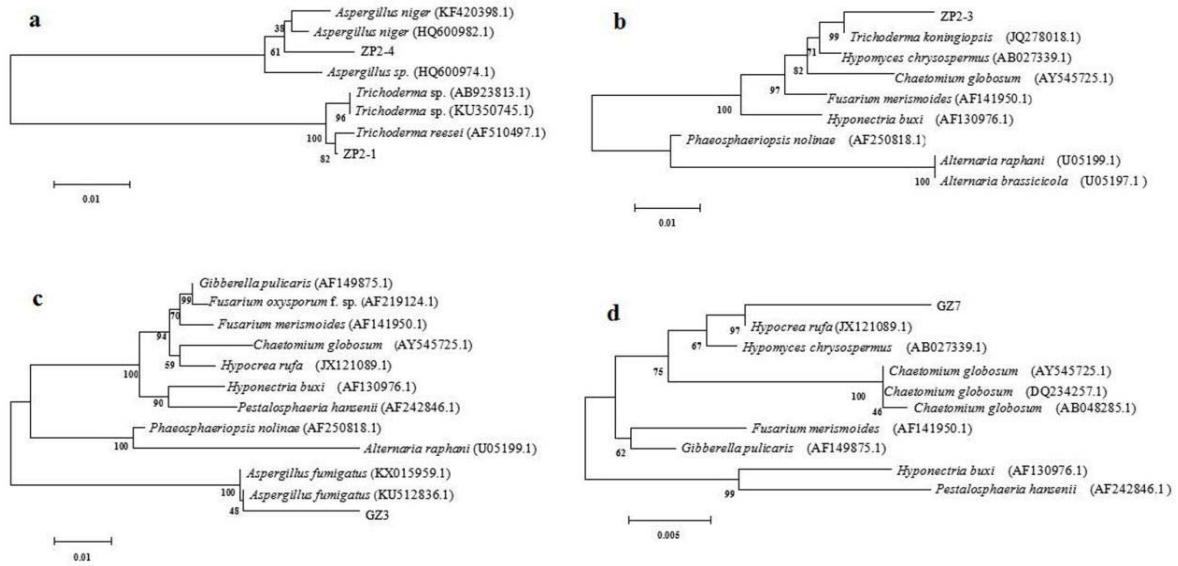 a
Aspergillus niger (KF420398.1)
38
Aspergillus niger (HQ600982.1)
61
ZP2-4
Aspergillus sp. (HQ600974.1)
Trichoderma sp. (AB923813.1)
Trichoderma sp. (KU350745.1)
96
100
Trichoderma reesei (AF510497.1)
82
ZP2-1
0.01
b
ZP2-3
99
Trichoderma koningiopsis (JQ278018.1)
71
Hypomyces chrysospermus (AB027339.1)
82
Chaetomium globosum (AY545725.1)
97
Fusarium merismoides (AF141950.1)
100
Hyponectria buxi (AF130976.1)
Phaeosphaeriopsis nolinae (AF250818.1)
Alternaria raphani (U05199.1)
100
Alternaria brassicicola (U05197.1 )
0.01
c
Gibberella pulicaris (AF149875.1)
99
Fusarium oxysporum f. sp. (AF219124.1)
70
Fusarium merismoides (AF141950.1)
94
Chaetomium globosum (AY545725.1)
59
Hypocrea rufa (JX121089.1)
100
Hyponectria buxi (AF130976.1)
90
Pestalosphaeria hansenii (AF242846.1)
Phaeosphaeriopsis nolinae (AF250818.1)
100
Alternaria raphani (U05199.1)
Aspergillus fumigatus (KX015959.1)
100
Aspergillus fumigatus (KU512836.1)
48
GZ3
0.01
d
GZ7
97
Hypocrea rufa (JX121089.1)
67
Hypomyces chrysospermus (AB027339.1)
75
Chaetomium globosum (AY545725.1)
100
Chaetomium globosum (DQ234257.1)
46
Chaetomium globosum (AB048285.1)
Fusarium merismoides (AF141950.1)
62
Gibberella pulicaris (AF149875.1)
Hyponectria buxi (AF130976.1)
99
Pestalosphaeria hansenii (AF242846.1)
0.005